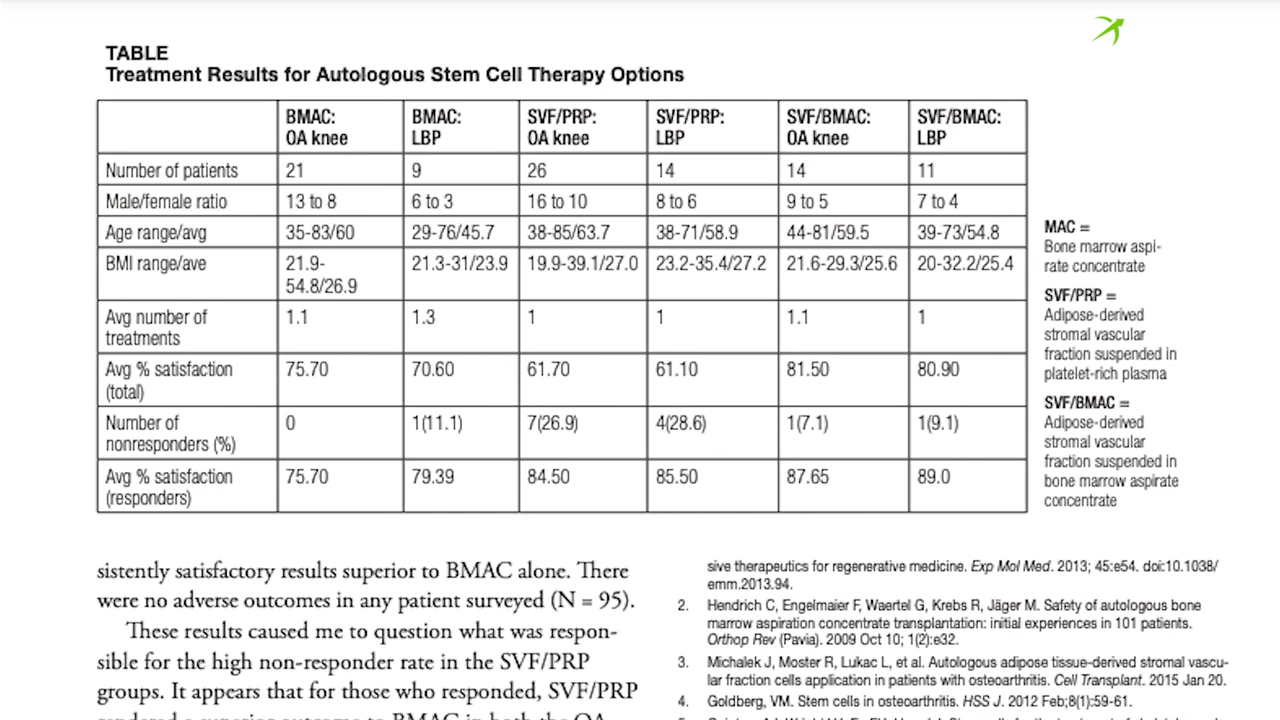 TABLE
Treatment Results for Autologous Stem Cell Therapy Options
BMAC: OA knee BMAC: LBP SVF/PRP: OA knee SVF/PRP: LBP SVF/BMAC: OA knee SVF/BMAC: LBP
Number of patients 21 9 26 14 14 11
Male/female ratio 13 to 8 6 to 3 16 to 10 8 to 6 9 to 5 7 to 4
Age range/avg 35-83/60 29-76/45.7 38-85/63.7 38-71/58.9 44-81/59.5 39-73/54.8
BMI range/ave 21.9-54.8/26.9 21.3-31/23.9 19.9-39.1/27.0 23.2-35.4/27.2 21.6-29.3/25.6 20-32.2/25.4
Avg number of treatments 1.1 1.3 1 1 1.1 1
Avg % satisfaction (total) 75.70 70.60 61.70 61.10 81.50 80.90
Number of nonresponders (%) 0 1(11.1) 7(26.9) 4(28.6) 1(7.1) 1(9.1)
Avg % satisfaction (responders) 75.70 79.39 84.50 85.50 87.65 89.0
MAC =
Bone marrow aspi-
rate concentrate
SVF/PRP =
Adipose-derived
stromal vascular
fraction suspended in
platelet-rich plasma
SVF/BMAC =
Adipose-derived
stromal vascular
fraction suspended in
bone marrow aspirate
concentrate
sistently satisfactory results superior to BMAC alone. There
were no adverse outcomes in any patient surveyed (N = 95).
These results caused me to question what was respon-
sible for the high non-responder rate in the SVF/PRP
groups. It appears that for those who responded, SVF/PRP
rendered a superior outcome to BMAC in both the OA
sive therapeutics for regenerative medicine. Exp Mol Med. 2013; 45:e54. doi:10.1038/
emm.2013.94.
2. Hendrich C, Engelmaier F, Waertel G, Krebs R, Jäger M. Safety of autologous bone
marrow aspiration concentrate transplantation: initial experiences in 101 patients.
Orthop Rev (Pavia). 2009 Oct 10; 1(2):e32.
3. Michalek J, Moster R, Lukac L, et al. Autologous adipose tissue-derived stromal vascu-
lar fraction cells application in patients with osteoarthritis. Cell Transplant. 2015 Jan 20.
4. Goldberg, VM. Stem cells in osteoarthritis. HSS J. 2012 Feb;8(1):59-61.